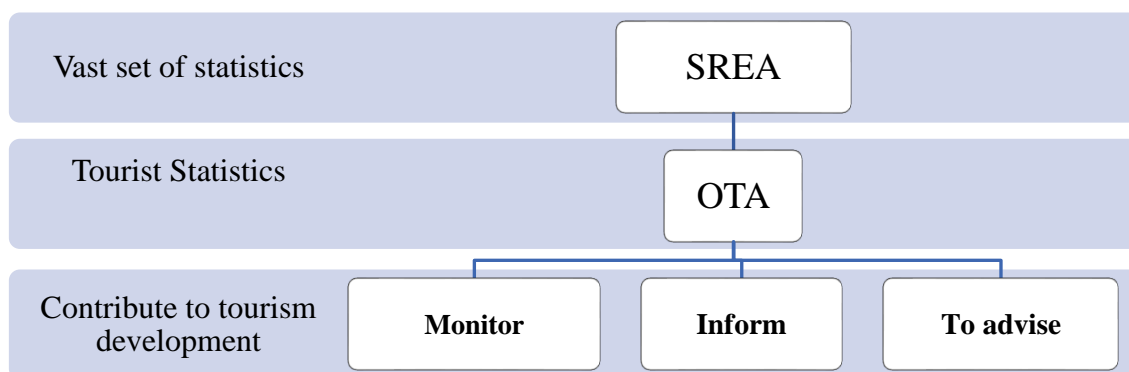 Vast set of statistics
SREA
Tourist Statistics
OTA
Contribute to tourism
development
Monitor
Inform
To advise